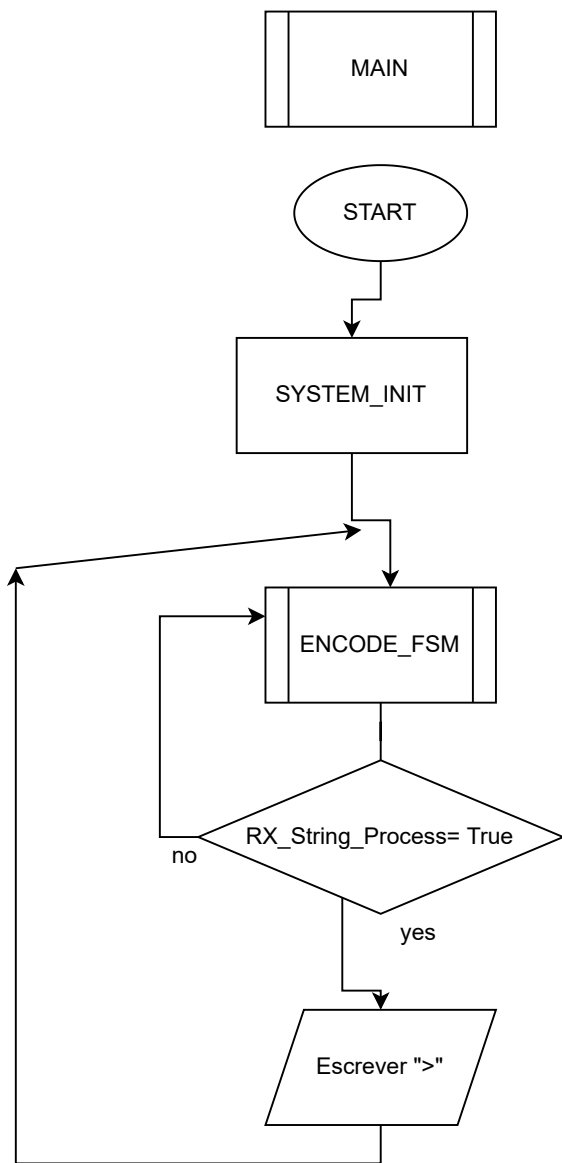 MAIN
START
SYSTEM_INIT
ENCODE_FSM
RX_String_Process= True
no
yes
Escrever ">"